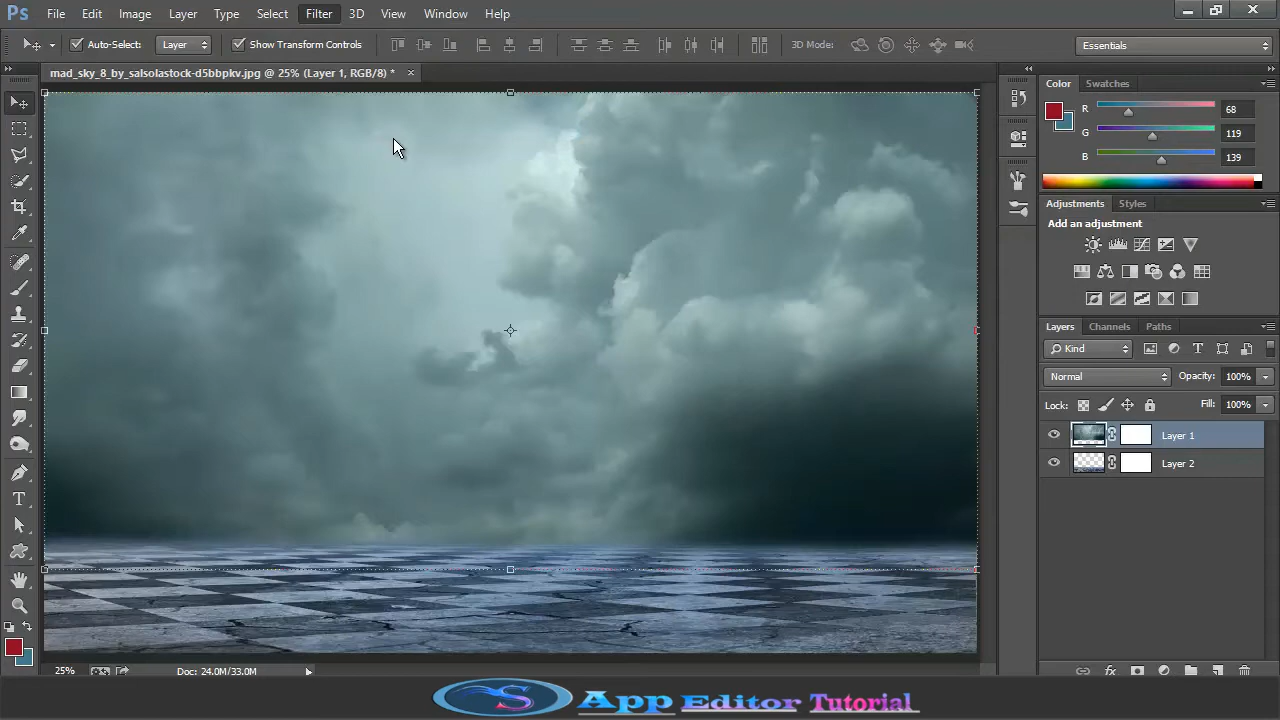 Ps File Edit Image Layer Type Select Filter 3D View Window Help
Auto-Select: Layer Show Transform Controls 3D Mode: Essentials
mad_sky_8_by_salsolastock-d5bbpkv.jpg @ 25% (Layer 1, RGB/8) *
Color Swatches
R 68
G 119
B 139
Adjustments Styles
Add an adjustment
Layers Channels Paths
Kind
Normal Opacity: 100%
Lock: Fill: 100%
Layer 1
Layer 2
25% Doc: 24.0M/33.0M
S App Editor Tutorial